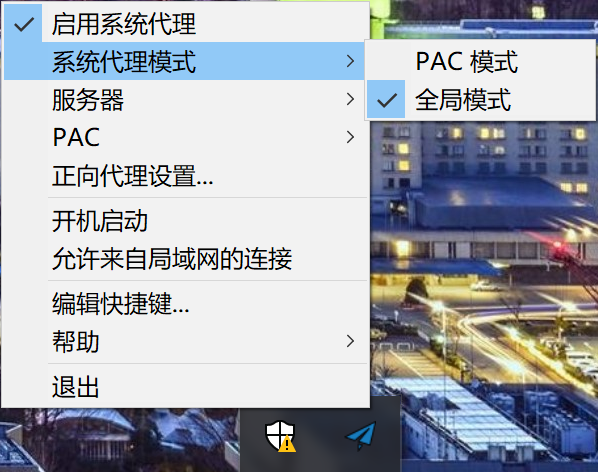 启用系统代理
系统代理模式
PAC 模式
全局模式
服务器
PAC
正向代理设置...
开机启动
允许来自局域网的连接
编辑快捷键...
帮助
退出